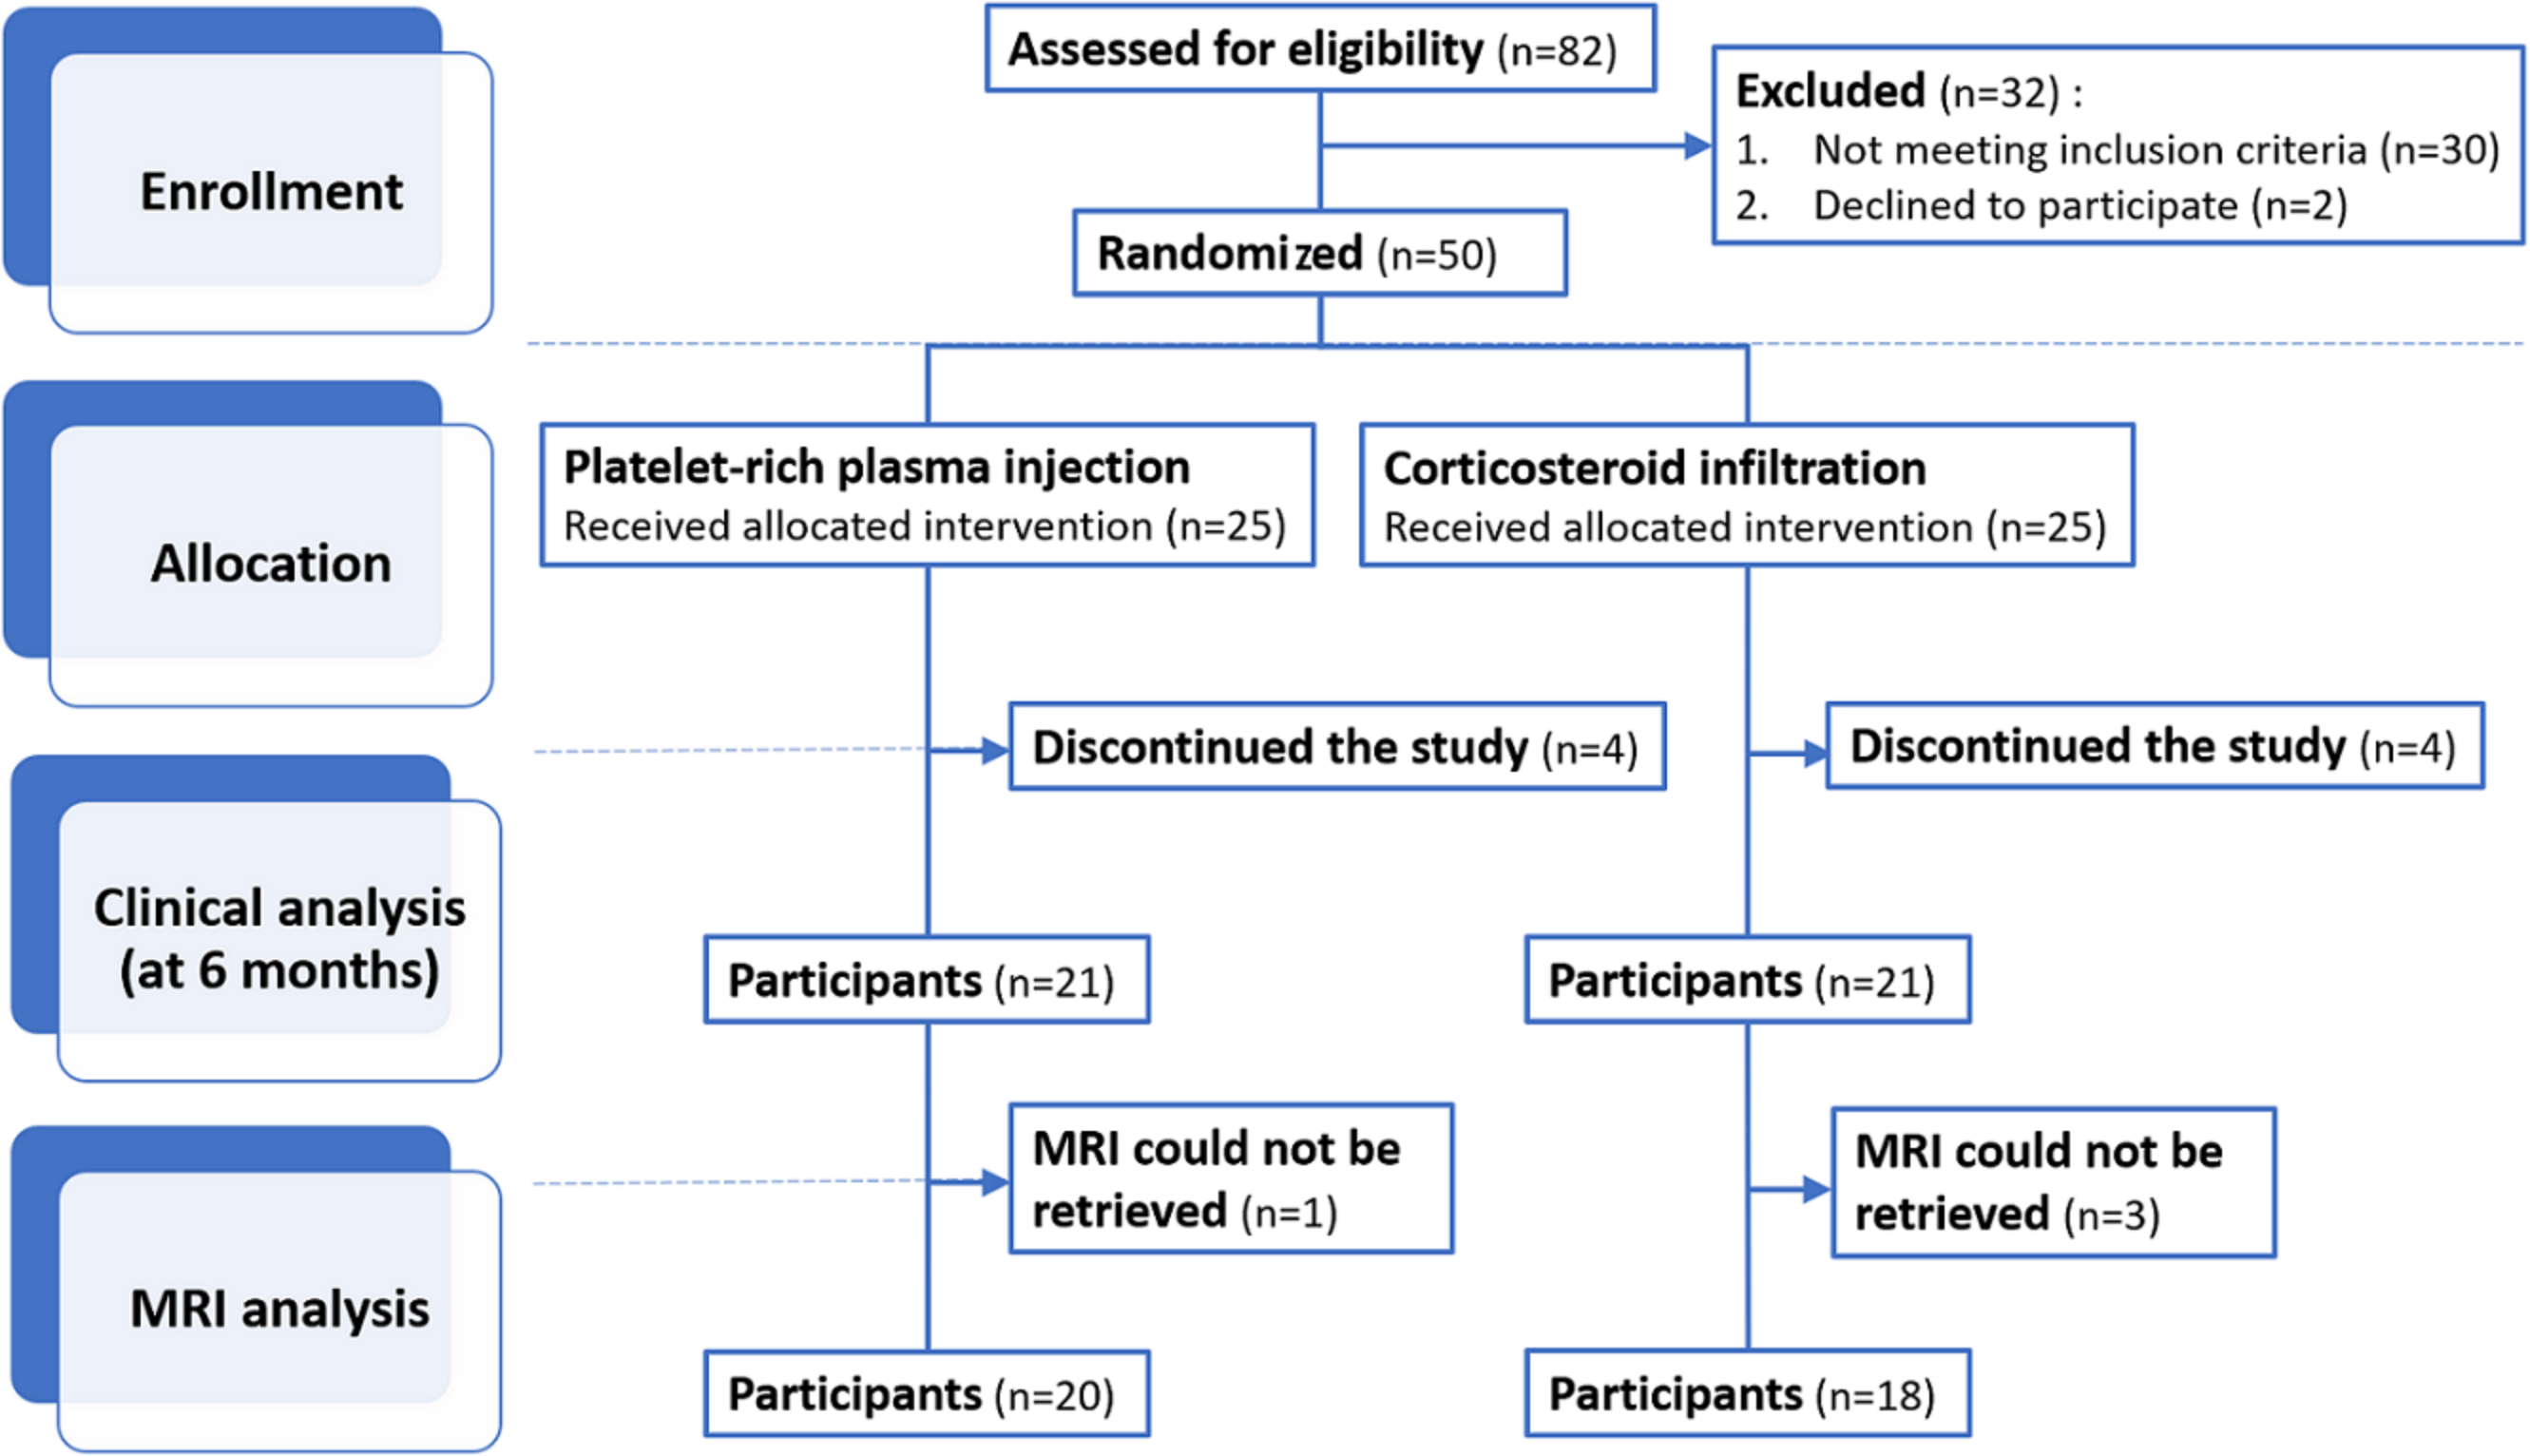 Enrollment
Assessed for eligibility (n=82)
Excluded (n=32) :
1. Not meeting inclusion criteria (n=30)
2. Declined to participate (n=2)
Randomized (n=50)
Allocation
Platelet-rich plasma injection
Received allocated intervention (n=25)
Corticosteroid infiltration
Received allocated intervention (n=25)
Discontinued the study (n=4)
Discontinued the study (n=4)
Clinical analysis
(at 6 months)
Participants (n=21)
Participants (n=21)
MRI could not be
retrieved (n=1)
MRI could not be
retrieved (n=3)
MRI analysis
Participants (n=20)
Participants (n=18)